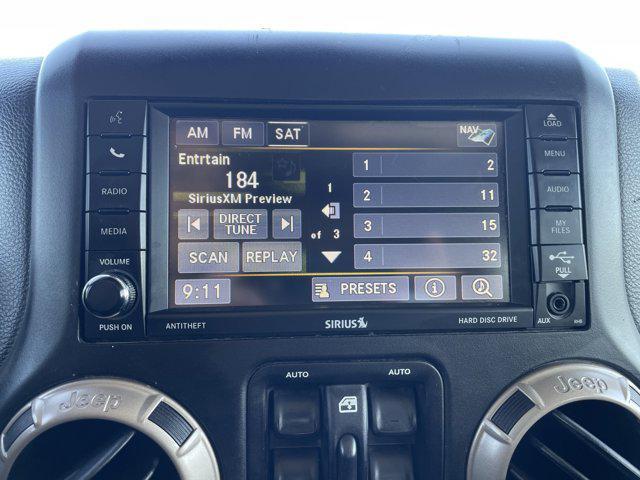 AM FM SAT NAV
Entrtain
184
SiriusXM Preview
DIRECT
TUNE
SCAN REPLAY
1
of 3
1 2
2 11
3 15
4 32
9:11 PRESETS
RADIO
MEDIA
VOLUME
PUSH ON
LOAD
MENU
AUDIO
MY
FILES
PULL
AUX RHB
ANTITHEFT SIRIUS HARD DISC DRIVE
AUTO AUTO
Jeep Jeep